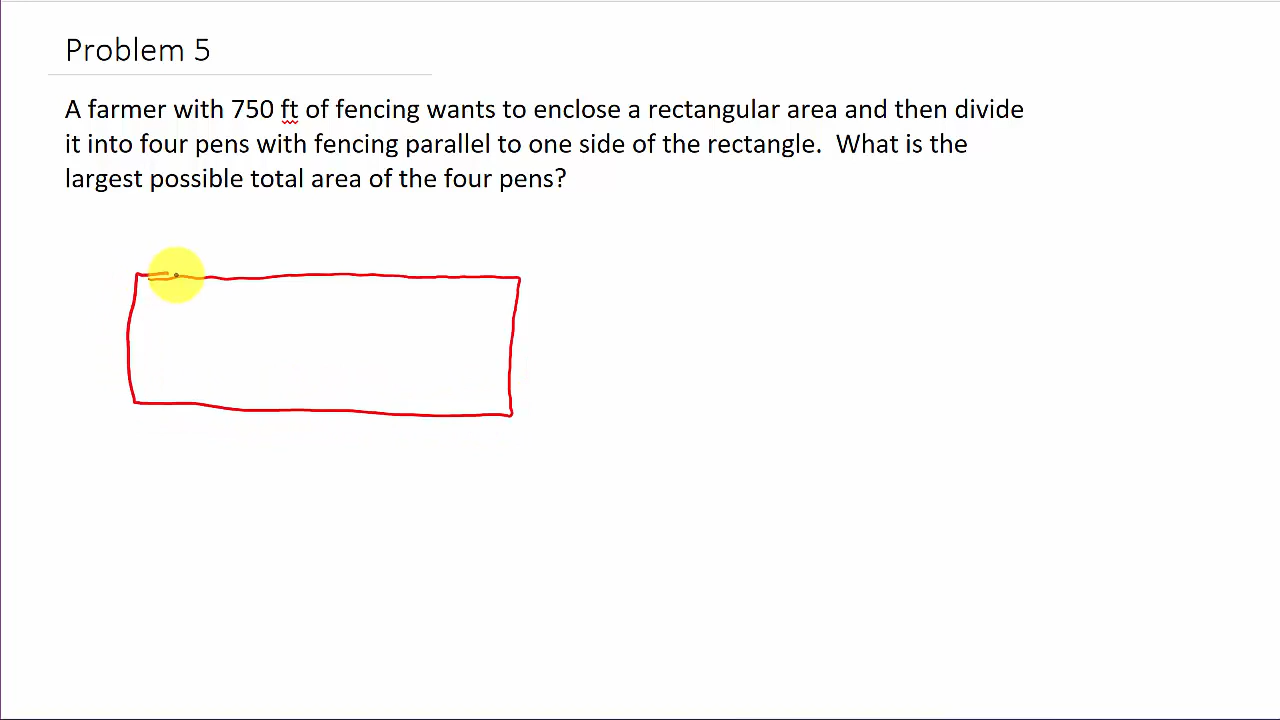 Problem 5
A farmer with 750 ft of fencing wants to enclose a rectangular area and then divide
it into four pens with fencing parallel to one side of the rectangle.  What is the
largest possible total area of the four pens?